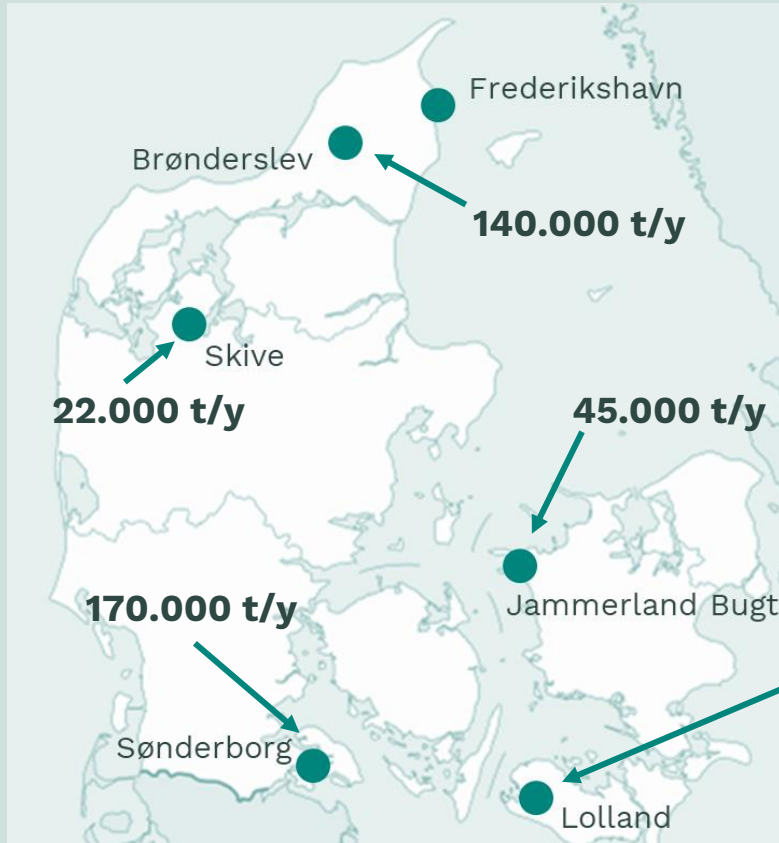 Frederikshavn
Brønderslev
140.000 t/y
Skive
22.000 t/y
45.000 t/y
170.000 t/y
Jammerland Bugt
Sønderborg
Lolland